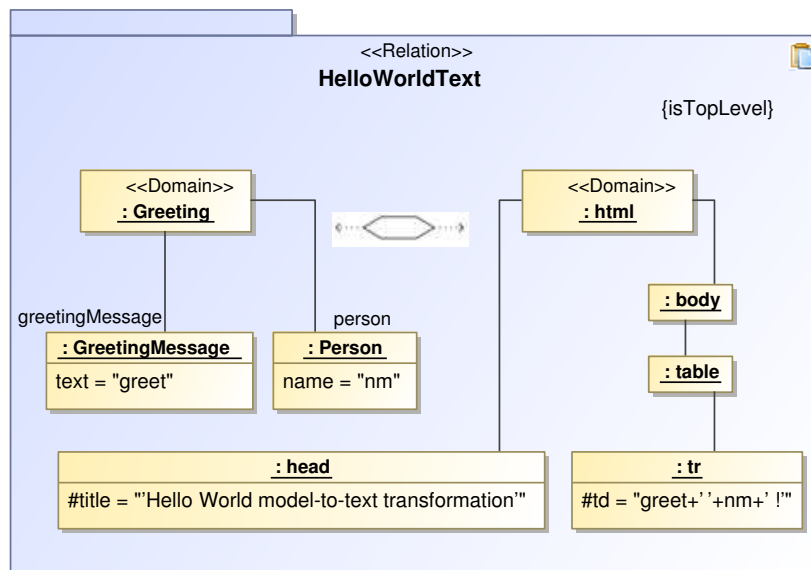 <<Relation>>
HelloWorldText
{isTopLevel}
<<Domain>>
: Greeting
<<Domain>>
: html
greetingMessage
person
: GreetingMessage
text = "greet"
: Person
name = "nm"
: body
: table
: head
#title = "’Hello World model-to-text transformation’"
: tr
#td = "greet+’ ’+nm+’ !’"